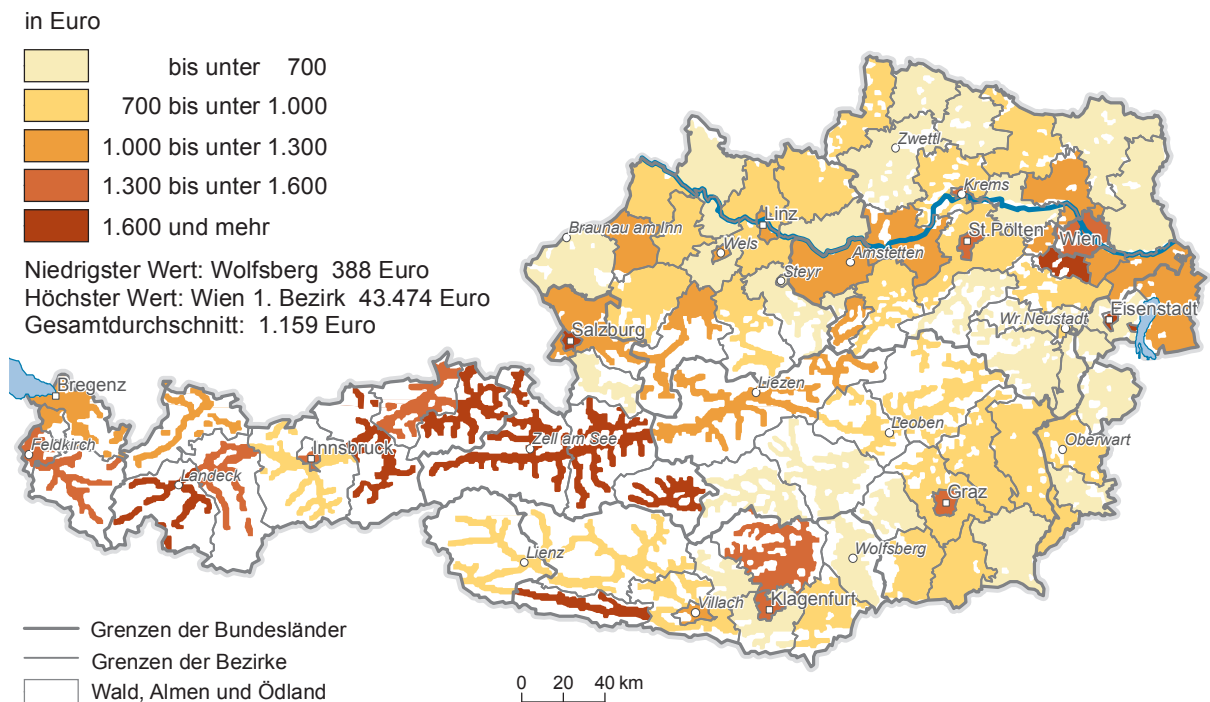 in Euro
bis unter 700
700 bis unter 1.000
1.000 bis unter 1.300
1.300 bis unter 1.600
1.600 und mehr
Niedrigster Wert: Wolfsberg 388 Euro
Höchster Wert: Wien 1. Bezirk 43.474 Euro
Gesamtdurchschnitt: 1.159 Euro
Zwettl
Krems
Linz
St.Pölten
Wien
Braunau am Ihn
Wels
Amstetten
Steyr
Eisenstadt
Wr.Neustadt
Salzburg
Bregenz
Liezen
Feldkirch
Innsbruck
Zell am See
Leoben
Oberwart
Landeck
Graz
Lienz
Wolfsberg
Villach
Klagenfurt
Grenzen der Bundesländer
Grenzen der Bezirke
Wald, Almen und Ödland
0 20 40 km